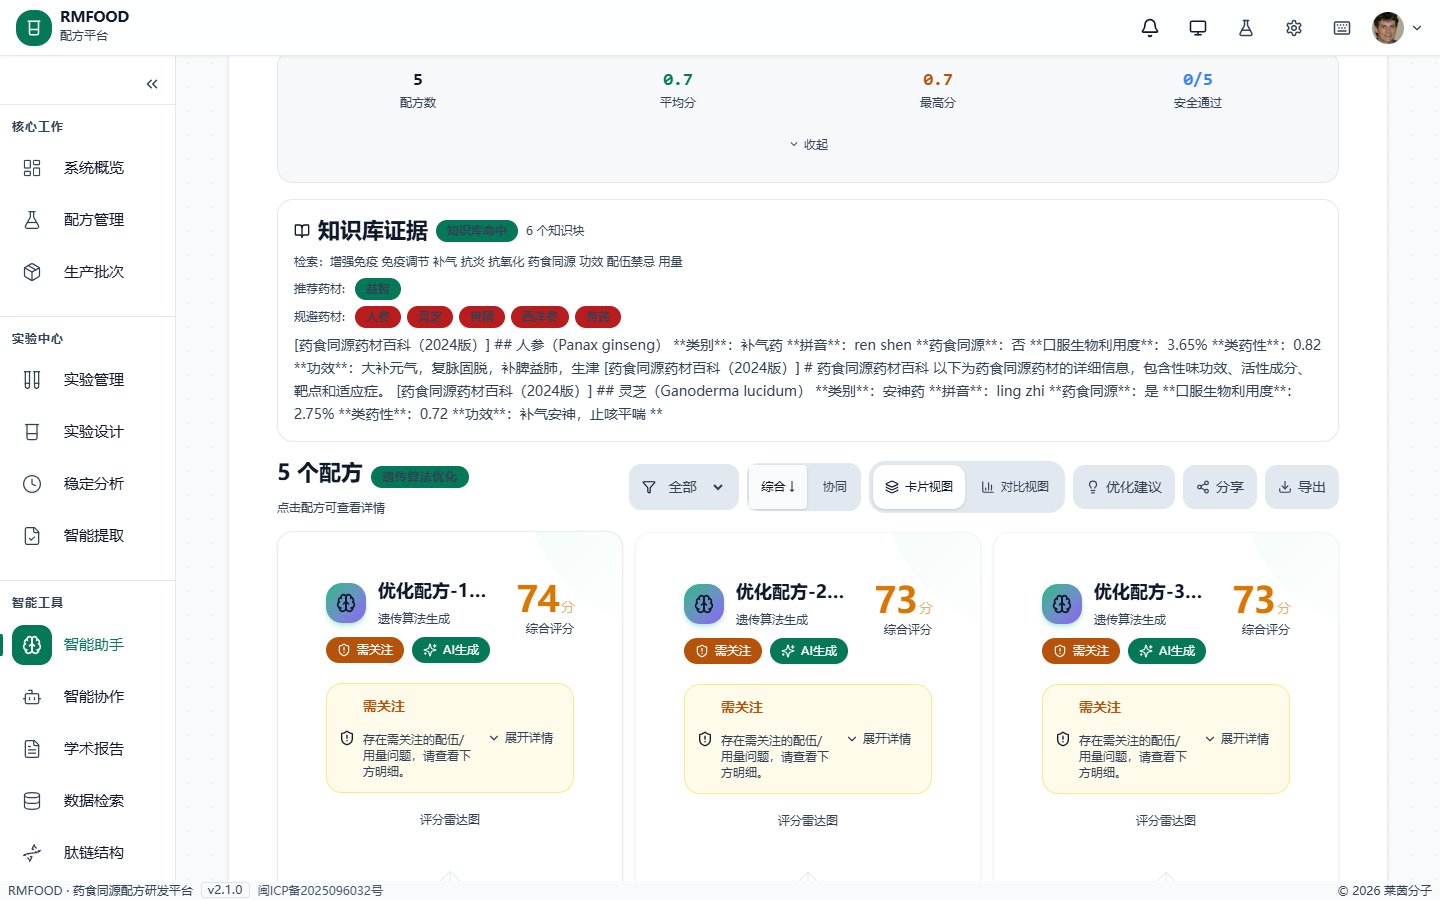 RMFOOD
配方平台
核心工作
系统概览
配方管理
生产批次
实验中心
实验管理
实验设计
稳定分析
智能提取
智能工具
智能助手
智能协作
学术报告
数据检索
肽链结构
5
配方数
0.7
平均分
0.7
最高分
0/5
安全通过
收起
知识库证据 知识库命中 6 个知识块
检索：增强免疫 免疫调节 补气 抗炎 抗氧化 药食同源 功效 配伍禁忌 用量
推荐药材: 益智
规避药材: 人参 灵芝 黄精 西洋参 黄芪
[药食同源药材百科（2024版）] ## 人参（Panax ginseng） **类别**：补气药 **拼音**：ren shen **药食同源**：否 **口服生物利用度**：3.65% **类药性**：0.82
**功效**：大补元气，复脉固脱，补脾益肺，生津 [药食同源药材百科（2024版）] # 药食同源药材百科 以下为药食同源药材的详细信息，包含性味功效、活性成分、
靶点和适应症。 [药食同源药材百科（2024版）] ## 灵芝（Ganoderma lucidum） **类别**：安神药 **拼音**：ling zhi **药食同源**：是 **口服生物利用度**：
2.75% **类药性**：0.72 **功效**：补气安神，止咳平喘 **
5 个配方 遗传算法优化
点击配方可查看详情
全部
综合↓ 协同
卡片视图 对比视图
优化建议
分享
导出
优化配方-1...
遗传算法生成
74分
综合评分
需关注 AI生成
需关注
存在需关注的配伍/
用量问题，请查看下
方明细。
展开详情
评分雷达图
优化配方-2...
遗传算法生成
73分
综合评分
需关注 AI生成
需关注
存在需关注的配伍/
用量问题，请查看下
方明细。
展开详情
评分雷达图
优化配方-3...
遗传算法生成
73分
综合评分
需关注 AI生成
需关注
存在需关注的配伍/
用量问题，请查看下
方明细。
展开详情
评分雷达图
RMFOOD · 药食同源配方研发平台 v2.1.0 闽ICP备2025096032号
© 2026 莱茵分子